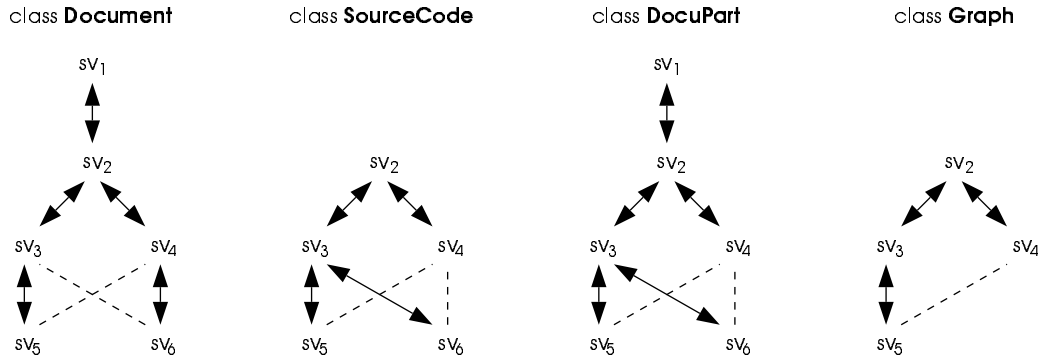 class Document class SourceCode class DocuPart class Graph
sv1 sv1
sv2 sv2 sv2 sv2
sv3 sv4 sv3 sv4 sv3 sv4 sv3 sv4
sv5 sv6 sv5 sv6 sv5 sv6 sv5